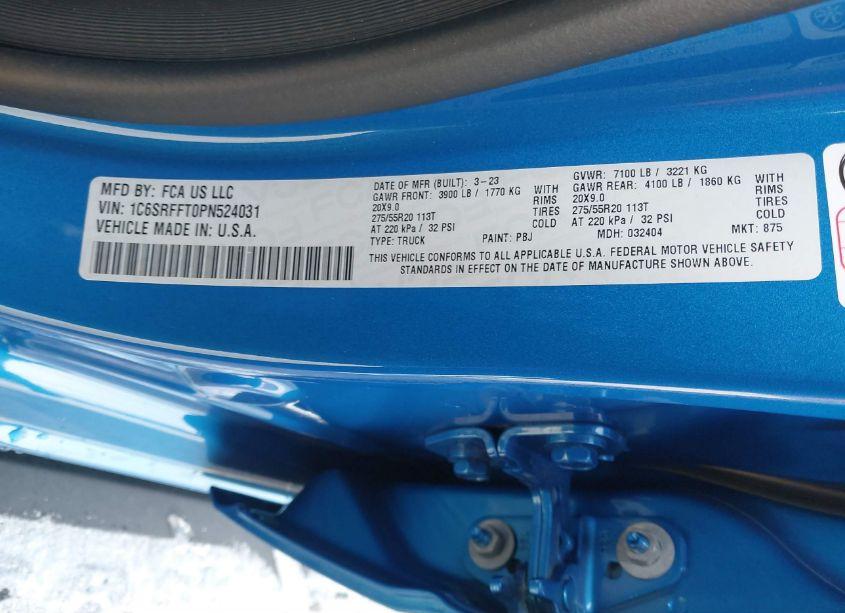 MFD BY: FCA US LLC
VIN: 1C6SRFFT0PN524031
VEHICLE MADE IN: U.S.A.
DATE OF MFR (BUILT): 3-23
GAWR FRONT: 3900 LB / 1770 KG WITH
20X9.0 RIMS
275/55R20 113T TIRES
AT 220 kPa / 32 PSI COLD
TYPE: TRUCK PAINT: PBJ
GVWR: 7100 LB / 3221 KG
GAWR REAR: 4100 LB / 1860 KG WITH
20X9.0 RIMS
275/55R20 113T TIRES
AT 220 kPa / 32 PSI COLD
MDH: 032404 MKT: 875
THIS VEHICLE CONFORMS TO ALL APPLICABLE U.S.A. FEDERAL MOTOR VEHICLE SAFETY
STANDARDS IN EFFECT ON THE DATE OF MANUFACTURE SHOWN ABOVE.